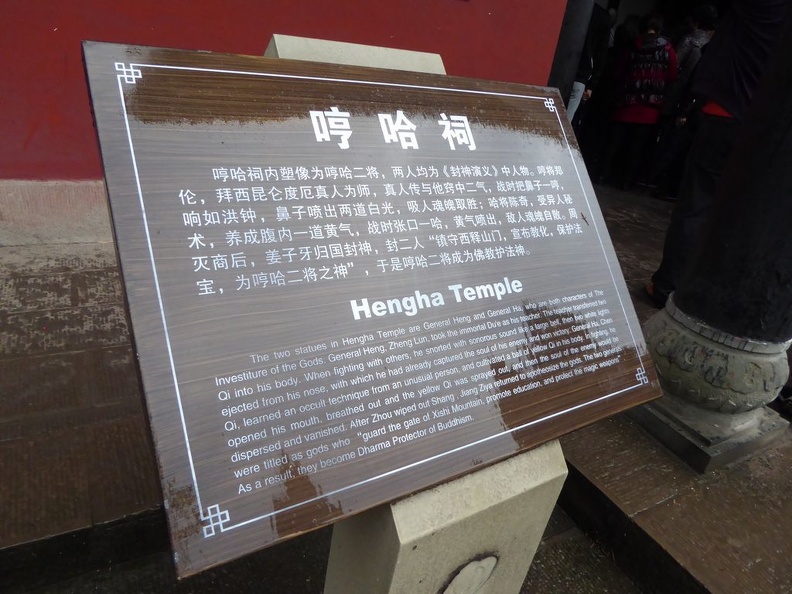 哼 哈 祠
哼哈祠内塑像为哼哈二将，两人均为《封神演义》中人物。哼将郑
伦，拜西昆仑度厄真人为师，真人传与他窍中二气，战时把鼻子一哼，
响如洪钟，鼻子喷出两道白光，吸人魂魄取胜；哈将陈奇，受异人秘
术，养成腹内一道黄气，战时张口一哈，黄气喷出，敌人魂魄自散。周
灭商后，姜子牙归国封神，封二人“镇守西释山门，宣布教化，保护法
宝，为哼哈二将之神”，于是哼哈二将成为佛教护法神。
Hengha Temple
The two statues in Hengha Temple are General Heng and General Ha, who are both characters of The
Investiture of the Gods. General Heng, Zheng Lun, took the immortal Du'e as his teacher. The teacher transferred two
Qi into his body. When fighting with others, he snorted with sonorous sound like a large bell, then two white lights
ejected from his nose, with which he had already captured the soul of his enemy and won victory; General Ha, Chen
Qi, learned an occult technique from an unusual person, and cultivated a ball of yellow Qi in his body. In fighting, he
opened his mouth, breathed out and the yellow Qi was sprayed out, and then the soul of the enemy would be
dispersed and vanished. After Zhou wiped out Shang , Jiang Ziya returned to apotheosize the gods. The two generals
were titled as gods who “guard the gate of Xishi Mountain, promote education, and protect the magic weapons”
As a result, they become Dharma Protector of Buddhism.